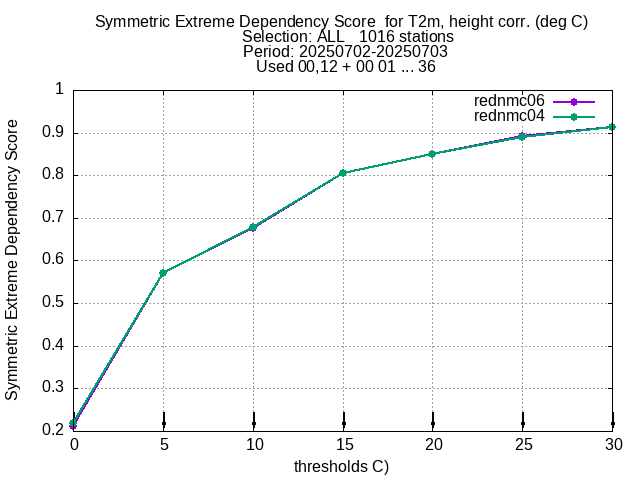 Symmetric Extreme Dependency Score  for T2m, height corr. (deg C)
Selection: ALL   1016 stations
Period: 20250702-20250703
Used 00,12 + 00 01 ... 36
rednmc06
rednmc04
Symmetric Extreme Dependency Score
1
0.9
0.8
0.7
0.6
0.5
0.4
0.3
0.2
0 5 10 15 20 25 30
thresholds C)